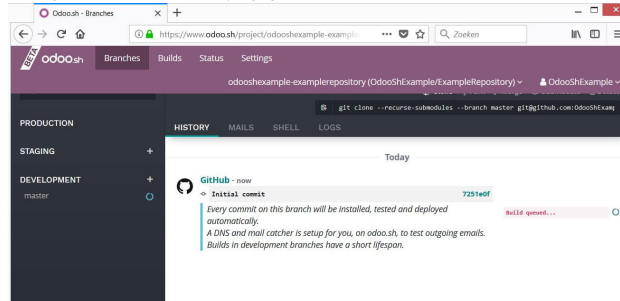 Odoo.sh - Branches
https://www.odoo.sh/project/odooshexample-example
Zoeken
BETA
odoo.sh
Branches
Builds
Status
Settings
odooshexample-examplerepository (OdooShExample/ExampleRepository)
OdooShExample
git clone --recurse-submodules --branch master git@github.com:OdooShExamp
PRODUCTION
HISTORY
MAILS
SHELL
LOGS
STAGING +
Today
DEVELOPMENT +
master
GitHub - now
Initial commit
7251e0f
Every commit on this branch will be installed, tested and deployed
automatically.
A DNS and mail catcher is setup for you, on odoo.sh, to test outgoing emails.
Builds in development branches have a short lifespan.
Build queued...